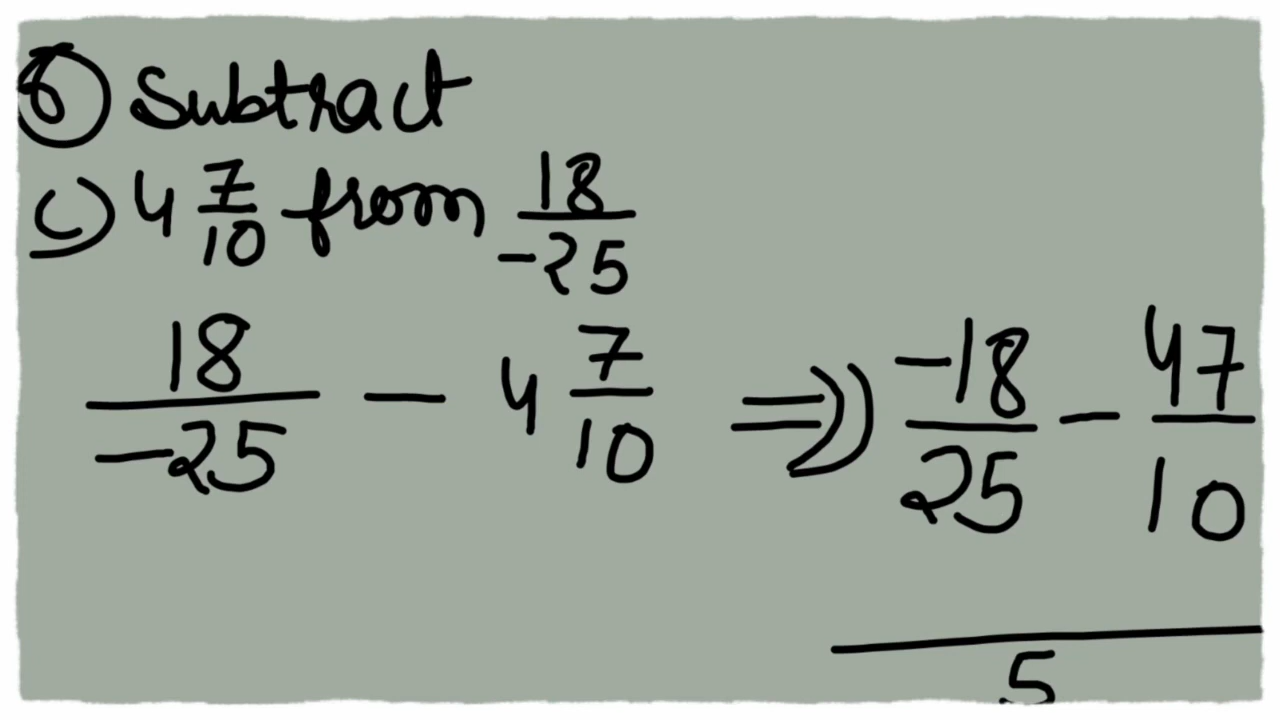 6 Subtract
c) 4 7/10 from 18/-25
18/-25 - 4 7/10 ⇒ -18/25 - 47/10
5